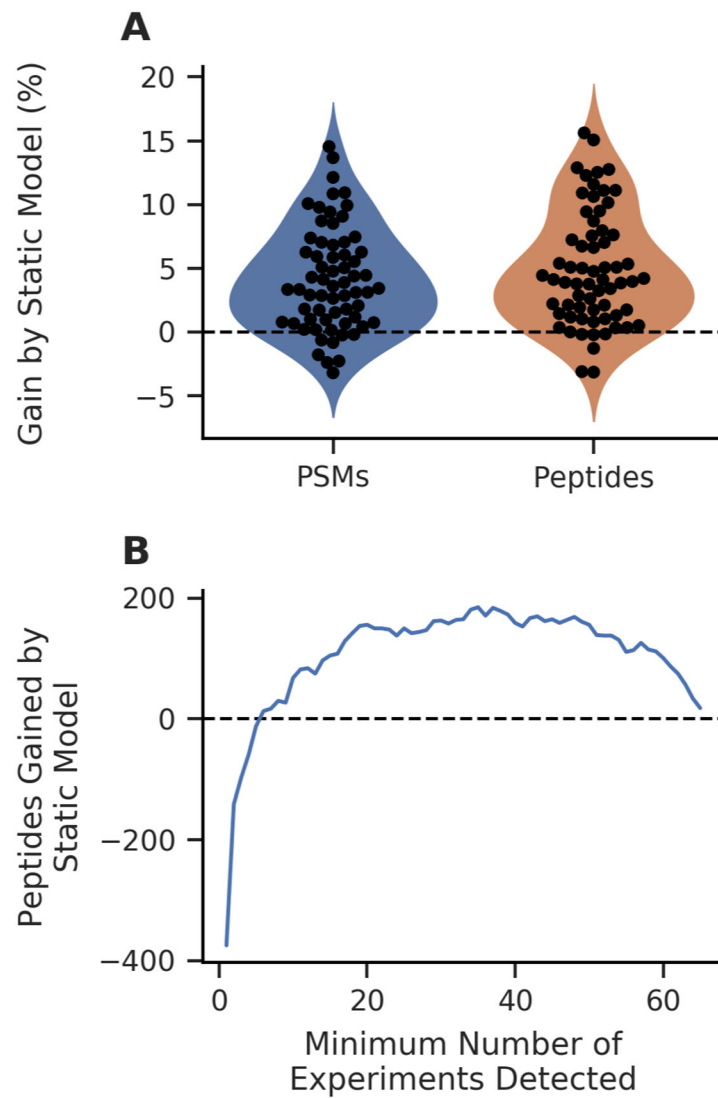 A
Gain by Static Model (%)
20
15
10
5
0
−5
PSMs
Peptides
B
Peptides Gained by
Static Model
200
0
−200
−400
0
20
40
60
Minimum Number of
Experiments Detected